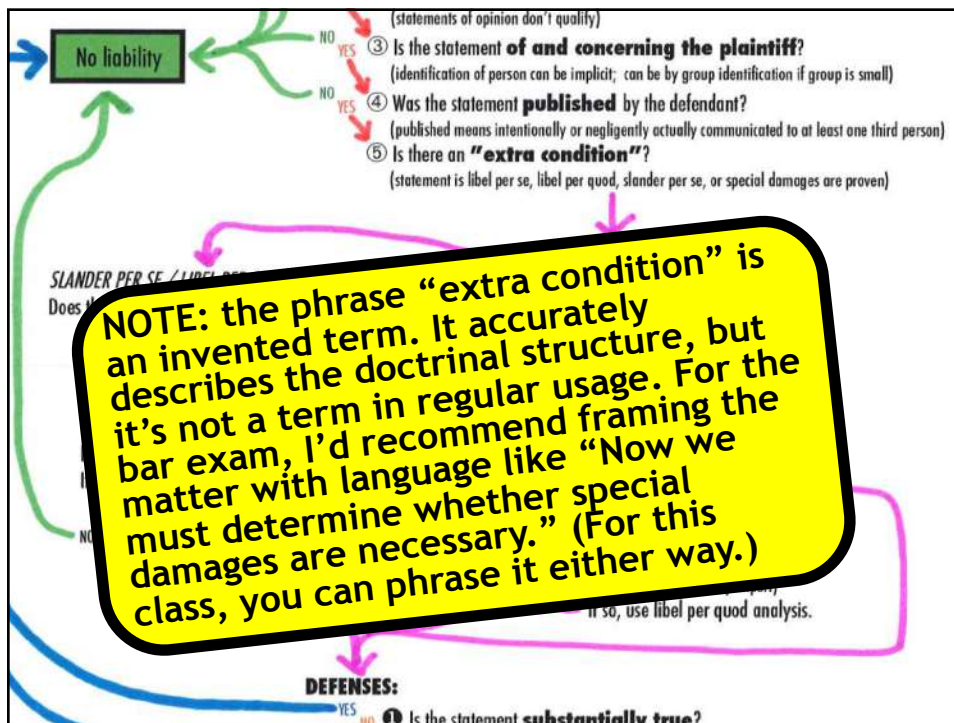 (statements of opinion don't qualify)
No liability
NO YES ③ Is the statement of and concerning the plaintiff?
(identification of person can be implicit; can be by group identification if group is small)
NO YES ④ Was the statement published by the defendant?
(published means intentionally or negligently actually communicated to at least one third person)
⑤ Is there an "extra condition"?
(statement is libel per se, libel per quod, slander per se, or special damages are proven)
SLANDER PER SE /
Does
NOTE: the phrase “extra condition” is
an invented term. It accurately
describes the doctrinal structure, but
it’s not a term in regular usage. For the
bar exam, I’d recommend framing the
matter with language like “Now we
must determine whether special
damages are necessary.” (For this
class, you can phrase it either way.)
NO
If so, use libel per quod analysis.
DEFENSES:
YES
NO ❶ Is the statement substantially true?